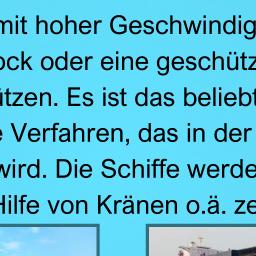 mit hoher Geschwindig
ock oder eine geschütz
ützen. Es ist das beliebt
e Verfahren, das in der
wird. Die Schiffe werde
Hilfe von Kränen o.ä. ze